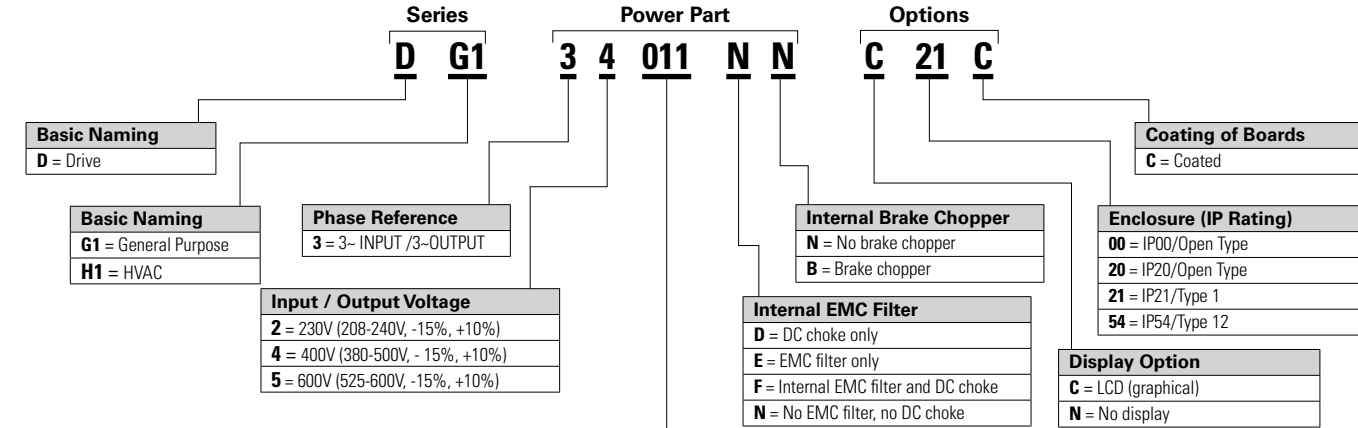 Series Power Part Options
D G1 3 4 011 N N C 21 C
Basic Naming
D = Drive
Coating of Boards
C = Coated
Basic Naming
G1 = General Purpose
H1 = HVAC
Phase Reference
3 = 3~ INPUT /3~OUTPUT
Internal Brake Chopper
N = No brake chopper
B = Brake chopper
Enclosure (IP Rating)
00 = IP00/Open Type
20 = IP20/Open Type
21 = IP21/Type 1
54 = IP54/Type 12
Input / Output Voltage
2 = 230V (208-240V, -15%, +10%)
4 = 400V (380-500V, - 15%, +10%)
5 = 600V (525-600V, -15%, +10%)
Internal EMC Filter
D = DC choke only
E = EMC filter only
F = Internal EMC filter and DC choke
N = No EMC filter, no DC choke
Display Option
C = LCD (graphical)
N = No display